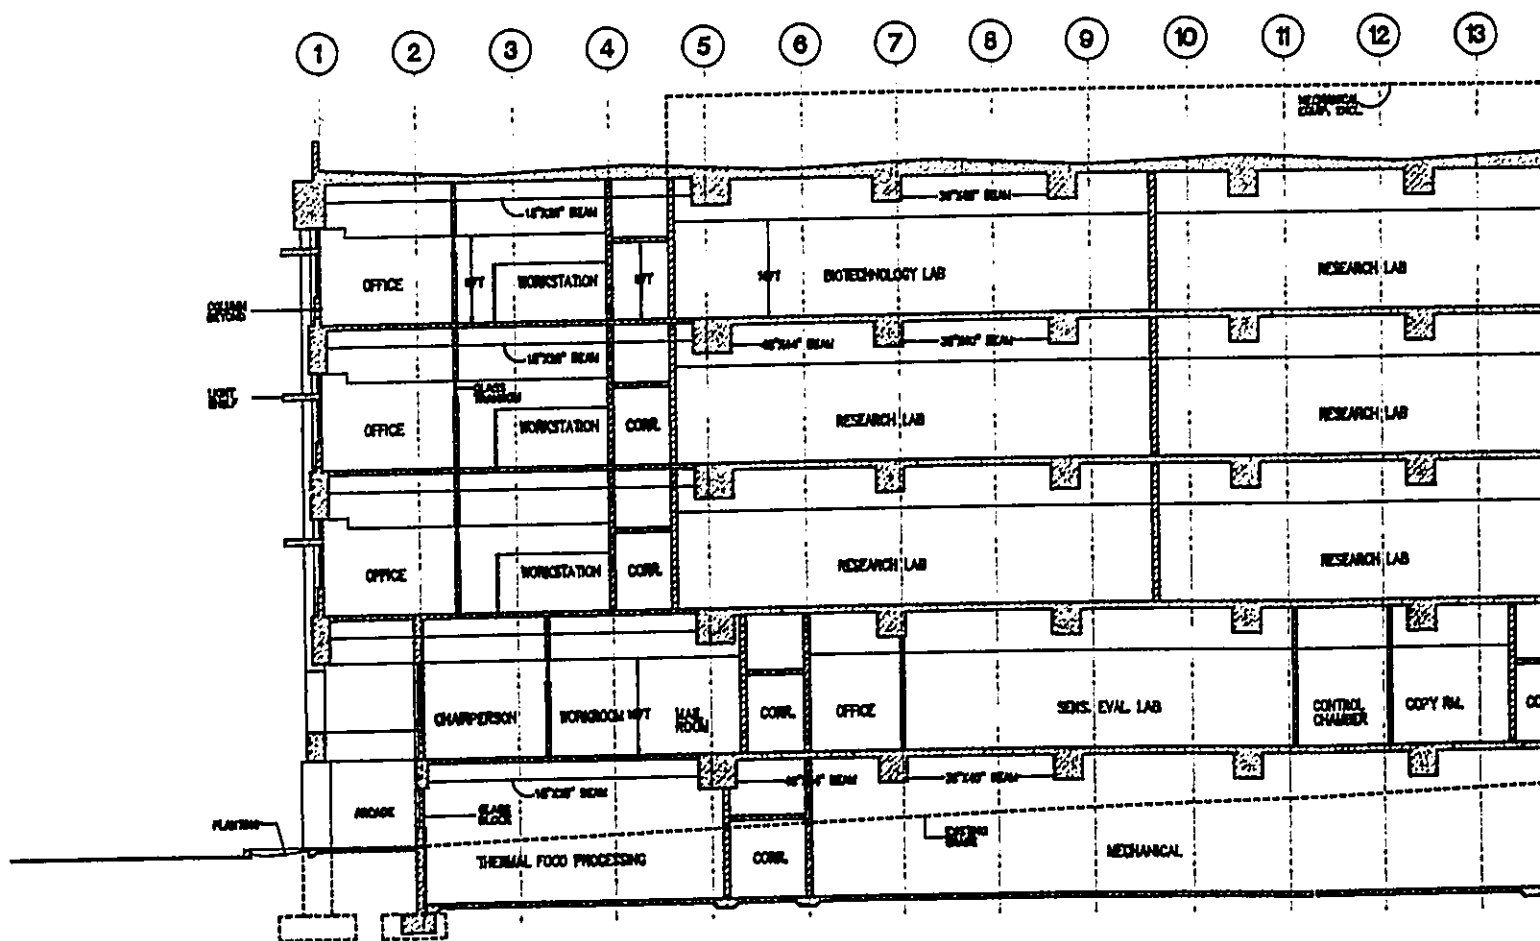 1 2 3 4 5 6 7 8 9 10 11 12 13
MECHANICAL
BEAM
BEAM
OFFICE
WORKSTATION
BIOTECHNOLOGY LAB
RESEARCH LAB
COLUMN
BEYOND
BEAM
BEAM
BEAM
LIGHT
SHELF
GLASS
TRANSOM
OFFICE
WORKSTATION
CORR.
RESEARCH LAB
RESEARCH LAB
OFFICE
WORKSTATION
CORR.
RESEARCH LAB
RESEARCH LAB
CHAIRPERSON
WORKROOM
MAIL
ROOM
CORR.
OFFICE
SENS. EVAL. LAB
CONTROL
CHAMBER
COPY RM.
CO
BEAM
BEAM
BEAM
PLANTING
ARCADE
GLASS
BLOCK
EXISTING
GRADE
THERMAL FOOD PROCESSING
CORR.
MECHANICAL